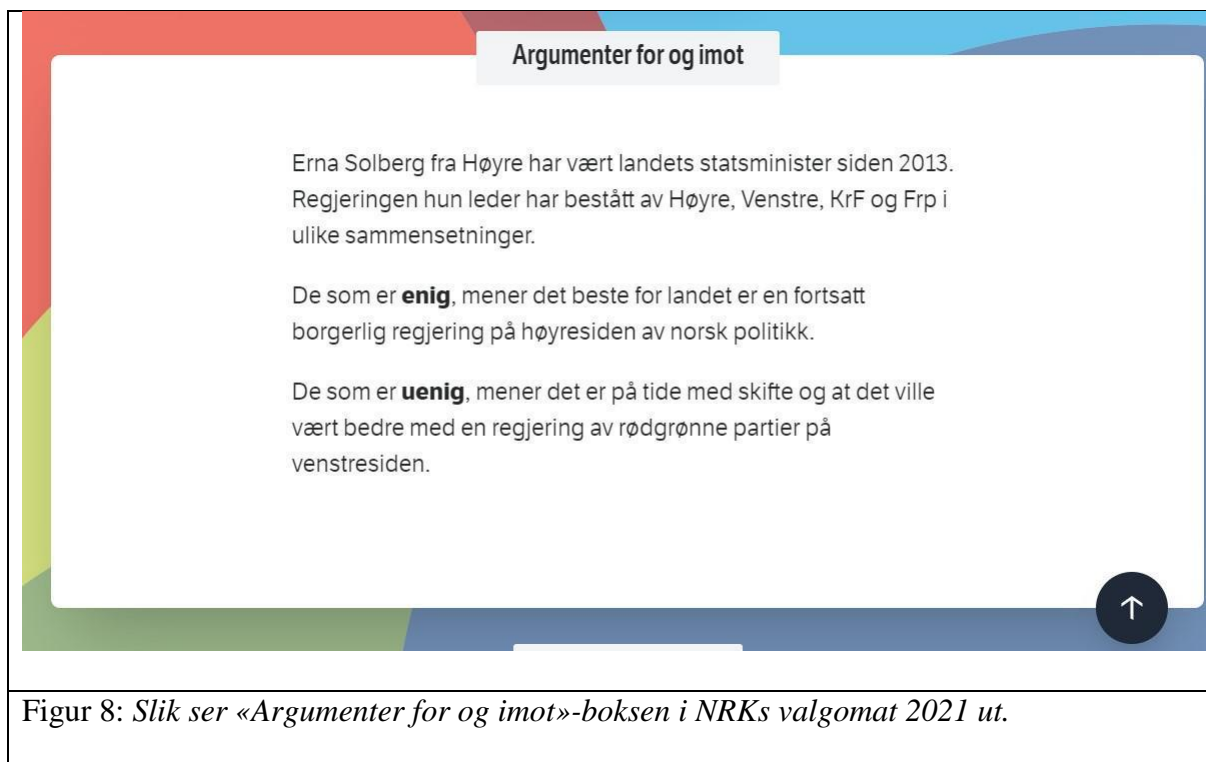 Argumenter for og imot
Erna Solberg fra Høyre har vært landets statsminister siden 2013.
Regjeringen hun leder har bestått av Høyre, Venstre, KrF og Frp i
ulike sammensetninger.
De som er enig, mener det beste for landet er en fortsatt
borgerlig regjering på høyresiden av norsk politikk.
De som er uenig, mener det er på tide med skifte og at det ville
vært bedre med en regjering av rødgrønne partier på
venstresiden.
Figur 8: Slik ser «Argumenter for og imot»-boksen i NRKs valgomat 2021 ut.